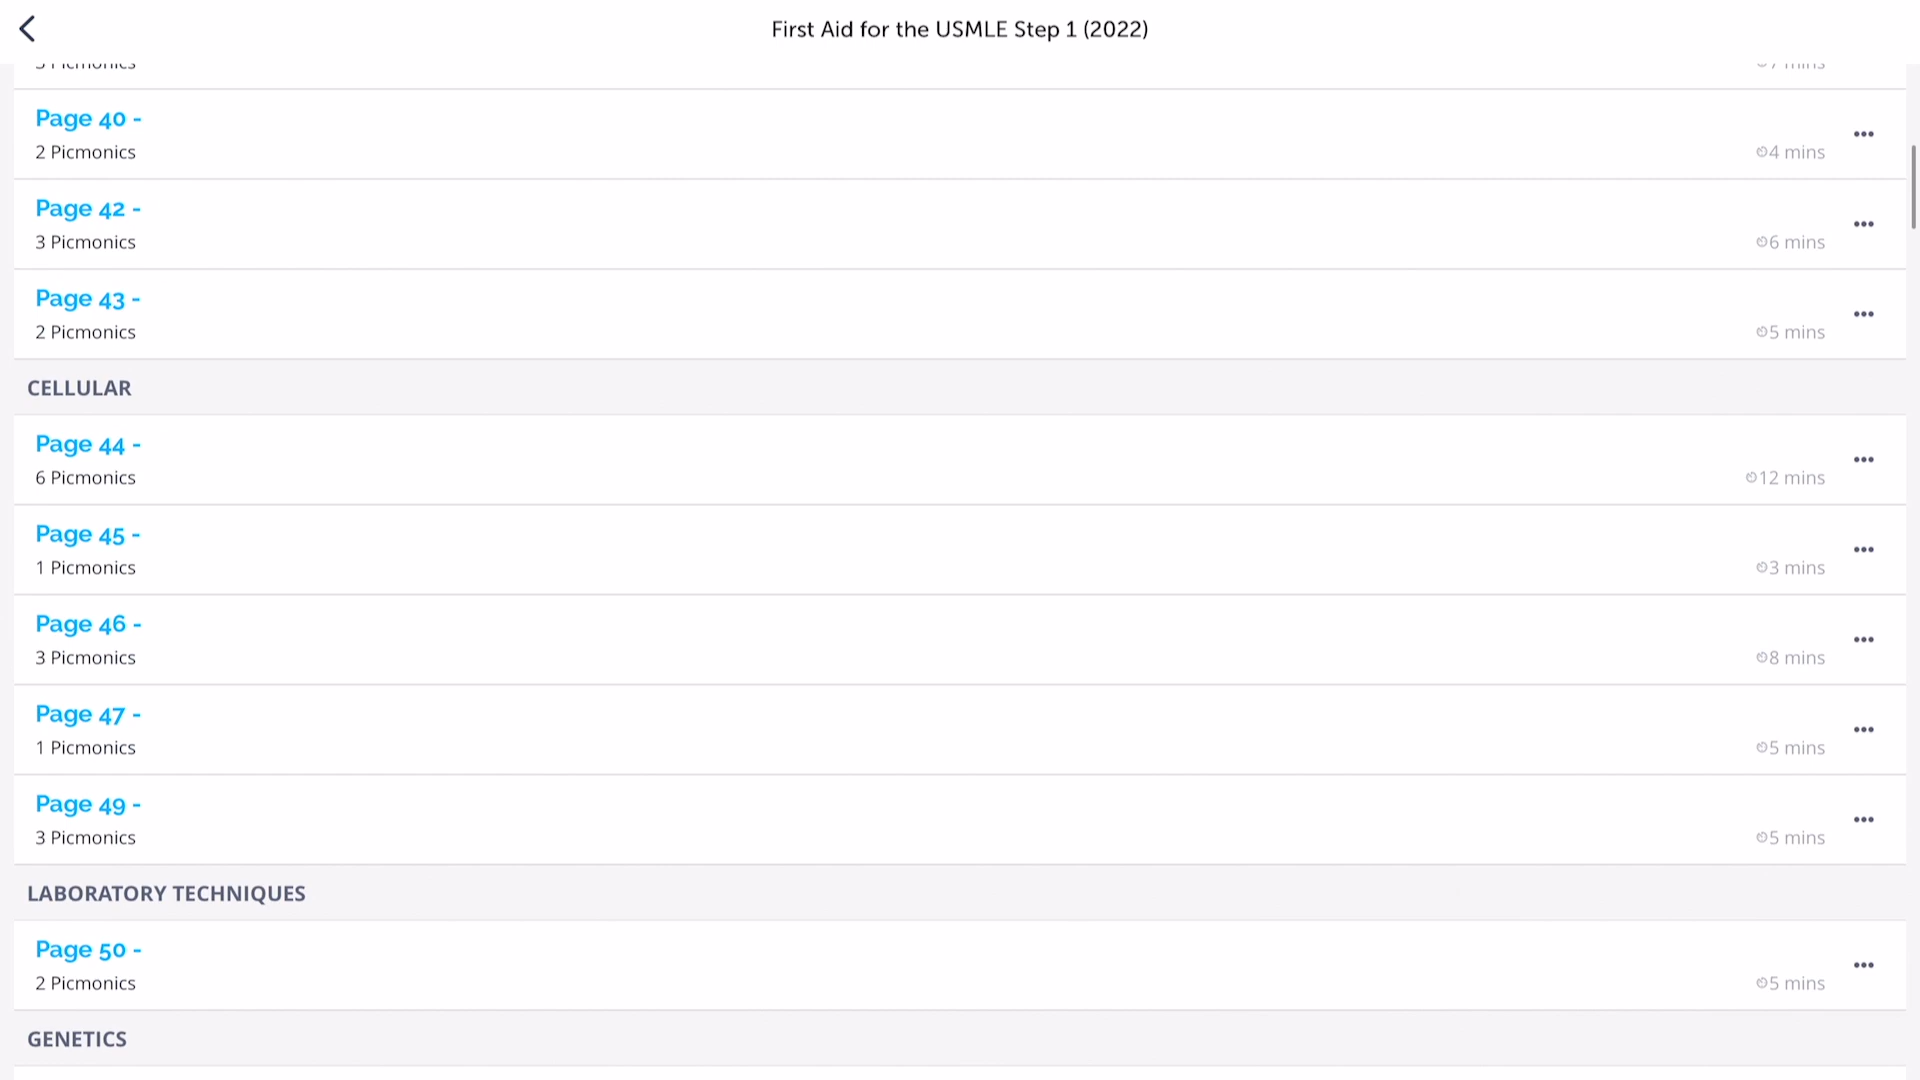 First Aid for the USMLE Step 1 (2022)
Page 40 -
2 Picmonics
4 mins
Page 42 -
3 Picmonics
6 mins
Page 43 -
2 Picmonics
5 mins
CELLULAR
Page 44 -
6 Picmonics
12 mins
Page 45 -
1 Picmonics
3 mins
Page 46 -
3 Picmonics
8 mins
Page 47 -
1 Picmonics
5 mins
Page 49 -
3 Picmonics
5 mins
LABORATORY TECHNIQUES
Page 50 -
2 Picmonics
5 mins
GENETICS